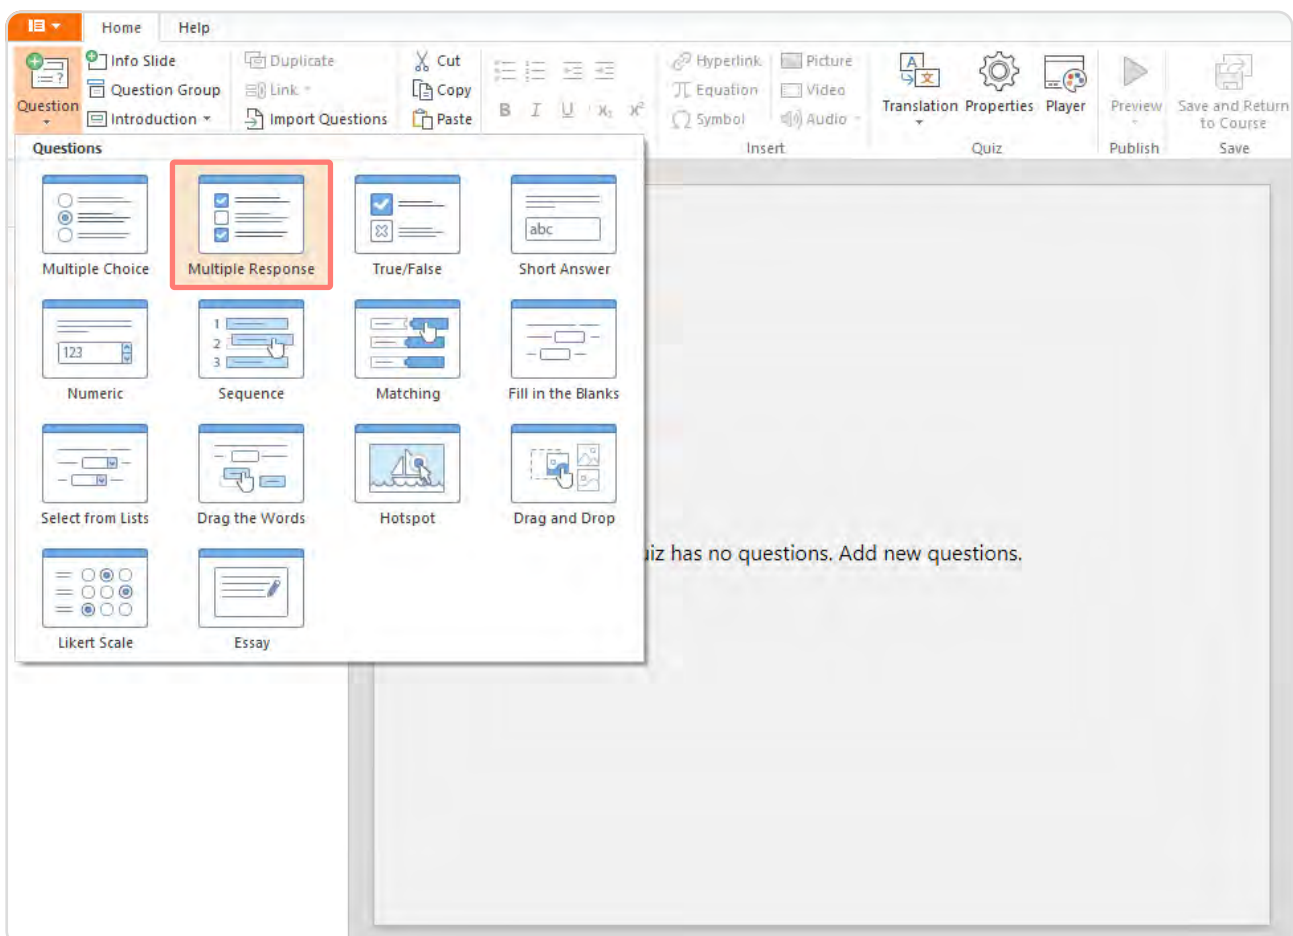 Home Help
Info Slide Duplicate Cut Hyperlink Picture
Question Group Link Copy Equation Video
Question Translation Properties Player Preview Save and Return to Course
Introduction Import Questions Paste B I U X₂ X² Symbol Audio
Insert Quiz Publish Save
Questions
abc
Multiple Choice Multiple Response True/False Short Answer
123
1
2
3
Numeric Sequence Matching Fill in the Blanks
Select from Lists Drag the Words Hotspot Drag and Drop
has no questions. Add new questions.
Likert Scale Essay